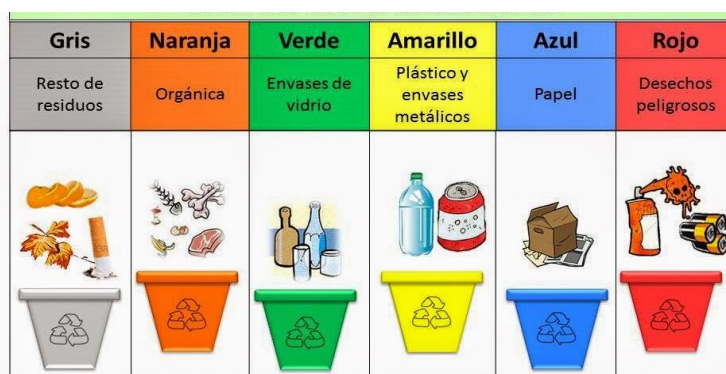 Gris
Naranja
Verde
Amarillo
Azul
Rojo
Resto de
residuos
Orgánica
Envases de
vidrio
Plástico y
envases
metálicos
Papel
Desechos
peligrosos